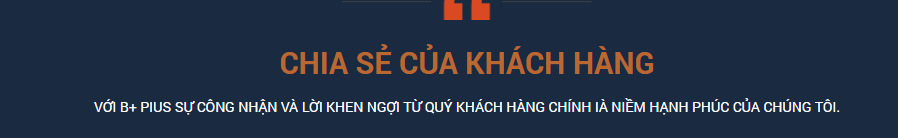 CHIA SẺ CỦA KHÁCH HÀNG
VỚI B+ PIUS SỰ CÔNG NHẬN VÀ LỜI KHEN NGỢI TỪ QUÝ KHÁCH HÀNG CHÍNH IÀ NIỀM HẠNH PHÚC CỦA CHÚNG TÔI.